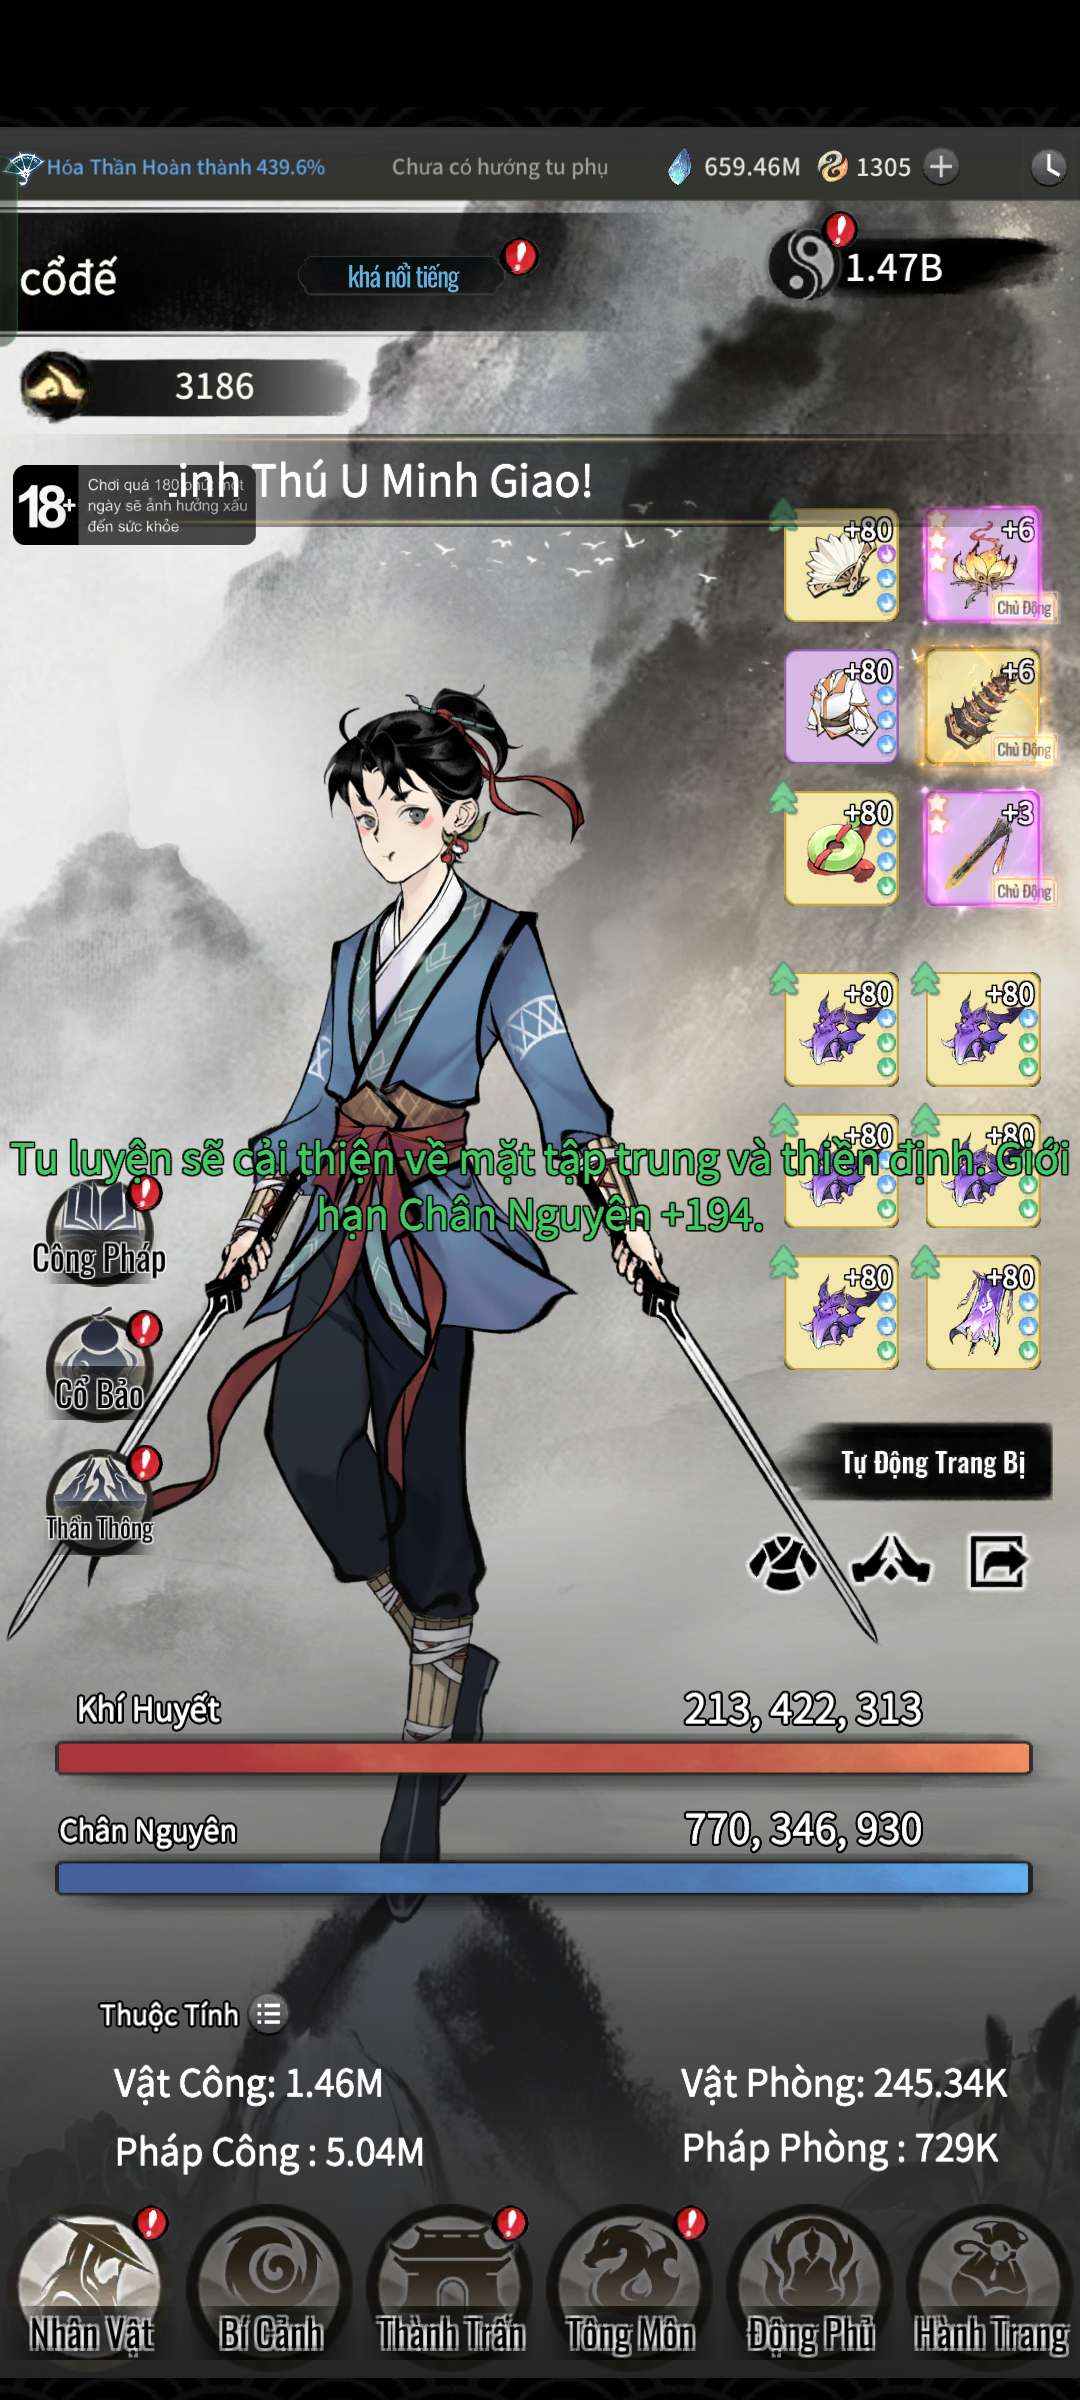 Hóa Thần Hoàn thành 439.6%
Chưa có hướng tu phụ
659.46M
1305
cổđế
khá nổi tiếng
1.47B
3186
inh Thú U Minh Giao!
18+
Chơi quá 180 phút một
ngày sẽ ảnh hưởng xấu
đến sức khỏe
+80
+6
Chủ Động
+80
+6
Chủ Động
+80
+3
Chủ Động
+80
+80
+80
+80
Tu luyện sẽ cải thiện về mặt tập trung và thiền định. Giới
hạn Chân Nguyên +194.
+80
+80
Công Pháp
Cổ Bảo
Thần Thông
Tự Động Trang Bị
Khí Huyết
213, 422, 313
Chân Nguyên
770, 346, 930
Thuộc Tính
Vật Công: 1.46M
Vật Phòng: 245.34K
Pháp Công : 5.04M
Pháp Phòng : 729K
Nhân Vật
Bí Cảnh
Thành Trấn
Tông Môn
Động Phủ
Hành Trang